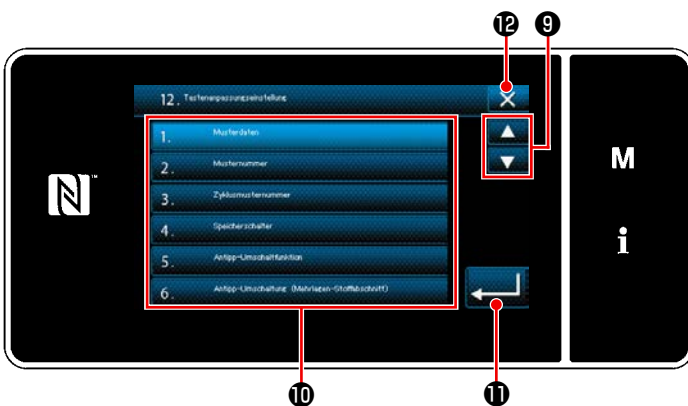 ⓬ ❾
12. Tastenanpassungseinstellung
1. Musterdaten
2. Musternummer
3. Zyklusmusternummer
4. Speicherschalter
5. Antipp-Umschaltfunktion
6. Antipp-Umschaltung (Mehrlagen-Stoffabschnitt)
M
i
❿ ⓫